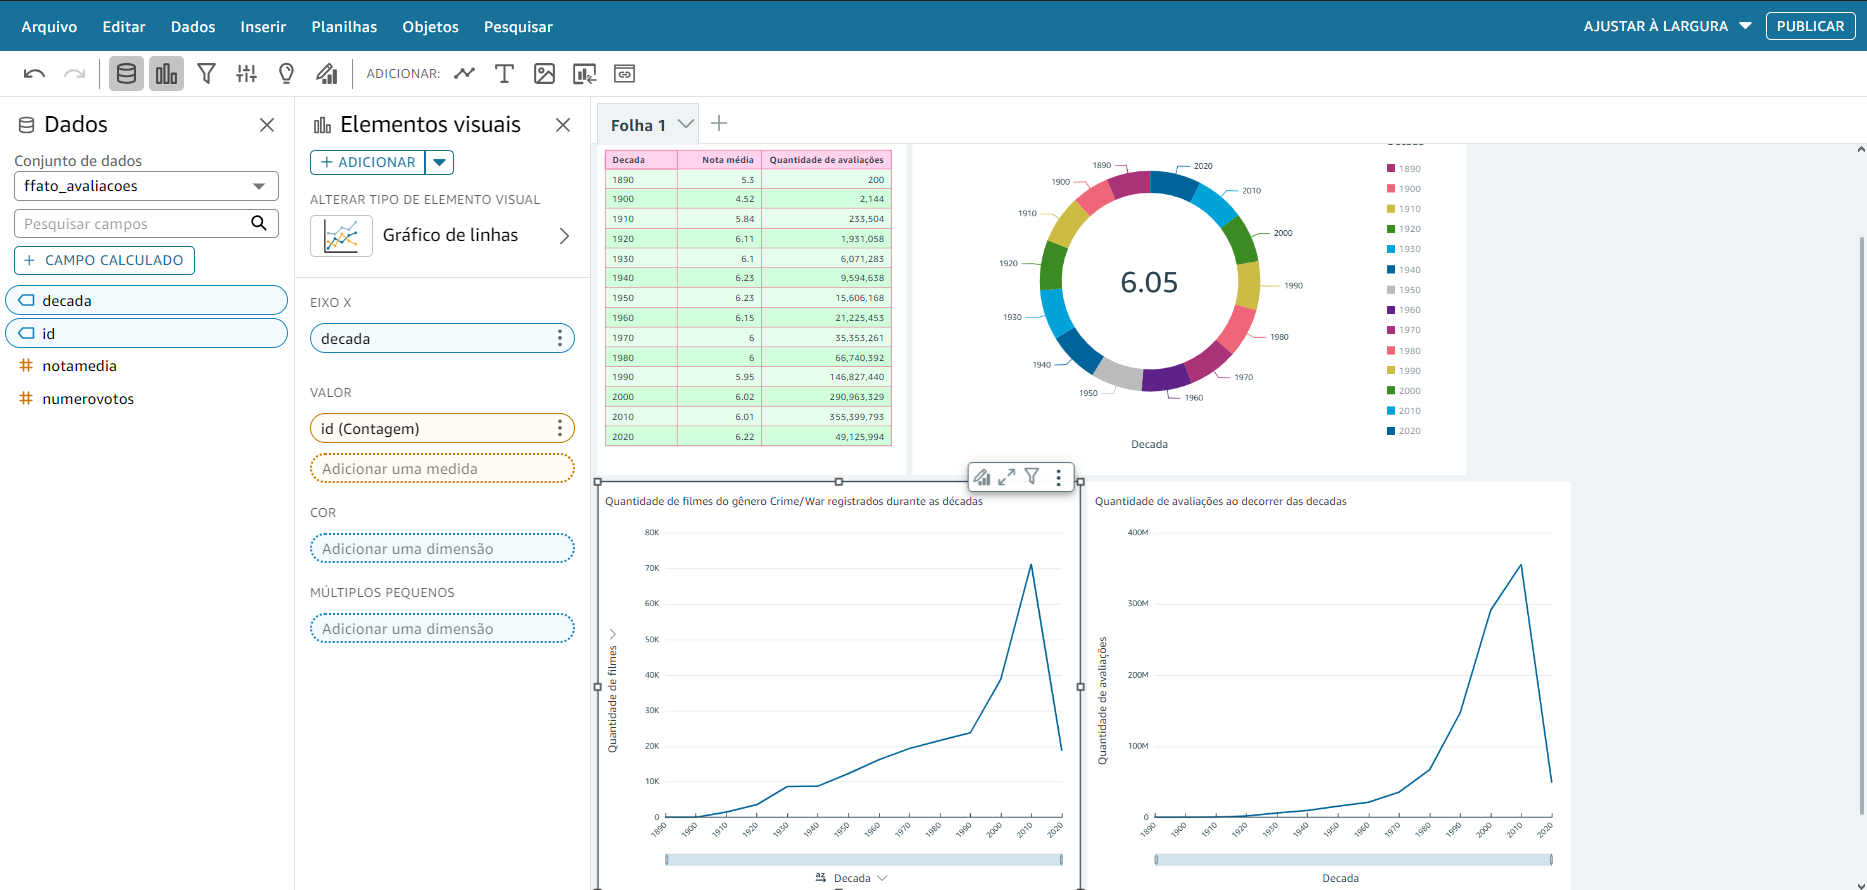 Arquivo Editar Dados Inserir Planilhas Objetos Pesquisar AJUSTAR À LARGURA PUBLICAR
ADICIONAR:
Dados
Conjunto de dados
ffato_avaliacoes
Pesquisar campos
+ CAMPO CALCULADO
decada
id
notamedia
numerovotos
Elementos visuais
+ ADICIONAR
ALTERAR TIPO DE ELEMENTO VISUAL
Gráfico de linhas
EIXO X
decada
VALOR
id (Contagem)
Adicionar uma medida
COR
Adicionar uma dimensão
MÚLTIPLOS PEQUENOS
Adicionar uma dimensão
Folha 1
Decada Nota média Quantidade de avaliações
1890 5.3 200
1900 4.52 2,144
1910 5.84 233,504
1920 6.11 1,931,058
1930 6.1 6,071,283
1940 6.23 9,594,638
1950 6.23 15,606,168
1960 6.15 21,225,453
1970 6 35,353,261
1980 6 66,740,392
1990 5.95 146,827,440
2000 6.02 290,963,329
2010 6.01 355,399,793
2020 6.22 49,125,994
2020
2010
2000
1990
1980
1970
1960
1950
1940
1930
1920
1910
1900
1890
6.05
Decada
1890
1900
1910
1920
1930
1940
1950
1960
1970
1980
1990
2000
2010
2020
Quantidade de filmes do gênero Crime/War registrados durante as décadas
Quantidade de filmes
80K
70K
60K
50K
40K
30K
20K
10K
0
1890 1900 1910 1920 1930 1940 1950 1960 1970 1980 1990 2000 2010 2020
Decada
Quantidade de avaliações ao decorrer das decadas
Quantidade de avaliações
400M
300M
200M
100M
0
1890 1900 1910 1920 1930 1940 1950 1960 1970 1980 1990 2000 2010 2020
Decada